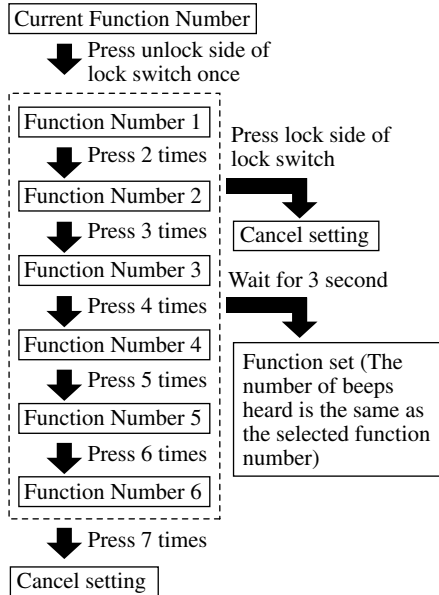 Current Function Number
Press unlock side of
lock switch once
Function Number 1
Press 2 times
Function Number 2
Press lock side of
lock switch
Cancel setting
Press 3 times
Function Number 3
Wait for 3 second
Press 4 times
Function Number 4
Function set (The
number of beeps
heard is the same as
the selected function
number)
Press 5 times
Function Number 5
Press 6 times
Function Number 6
Press 7 times
Cancel setting